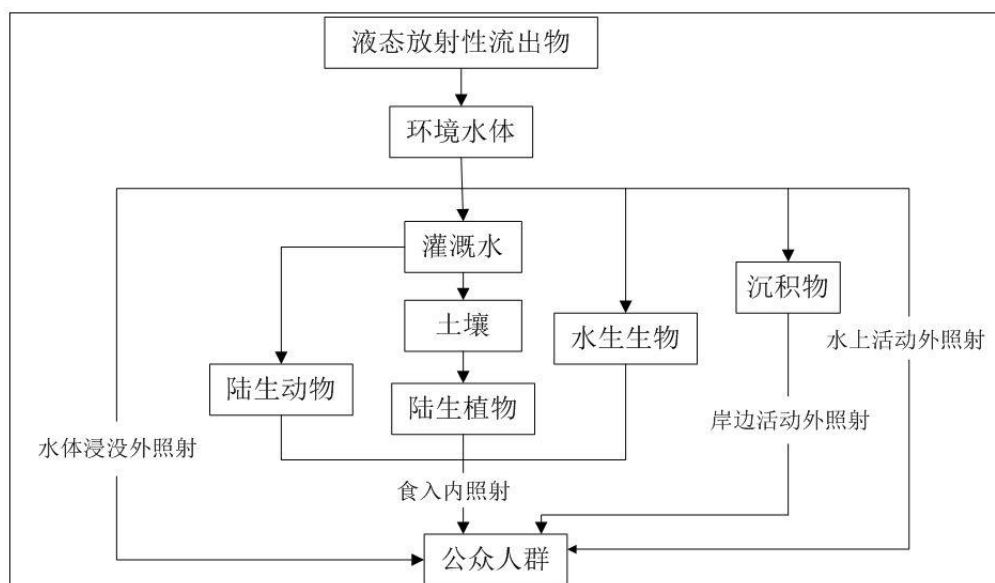 液态放射性流出物
环境水体
灌溉水
沉积物
土壤
水生生物
水上活动外照射
陆生动物
陆生植物
岸边活动外照射
水体浸没外照射
食入内照射
公众人群